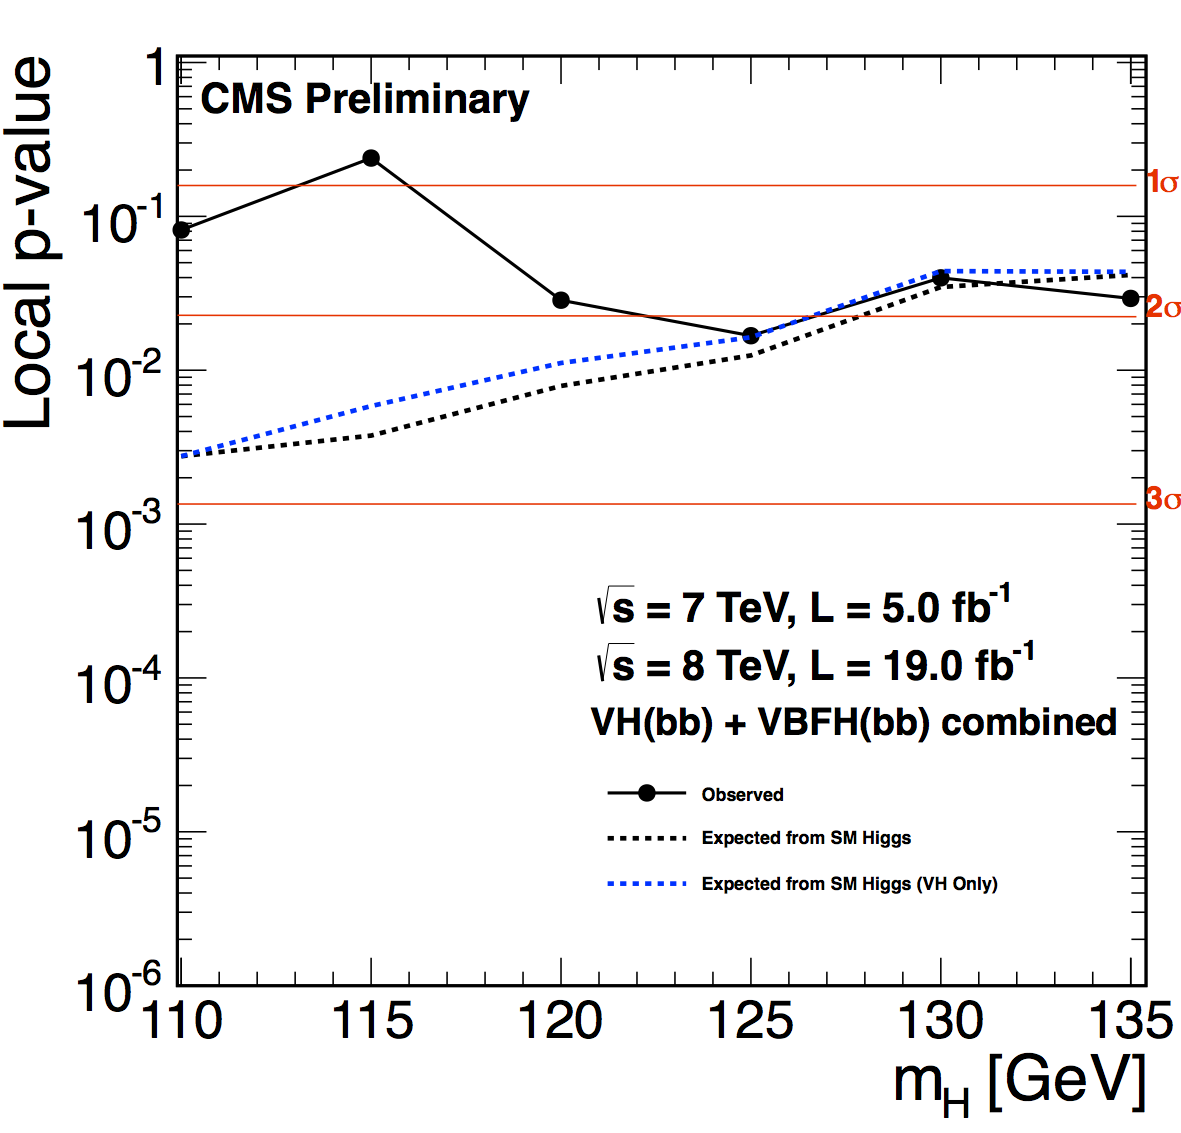 CMS Preliminary
Local p-value
1
10⁻¹
10⁻²
10⁻³
10⁻⁴
10⁻⁵
10⁻⁶
1σ
2σ
3σ
√s = 7 TeV, L = 5.0 fb⁻¹
√s = 8 TeV, L = 19.0 fb⁻¹
VH(bb) + VBFH(bb) combined
Observed
Expected from SM Higgs
Expected from SM Higgs (VH Only)
110 115 120 125 130 135
m_H [GeV]